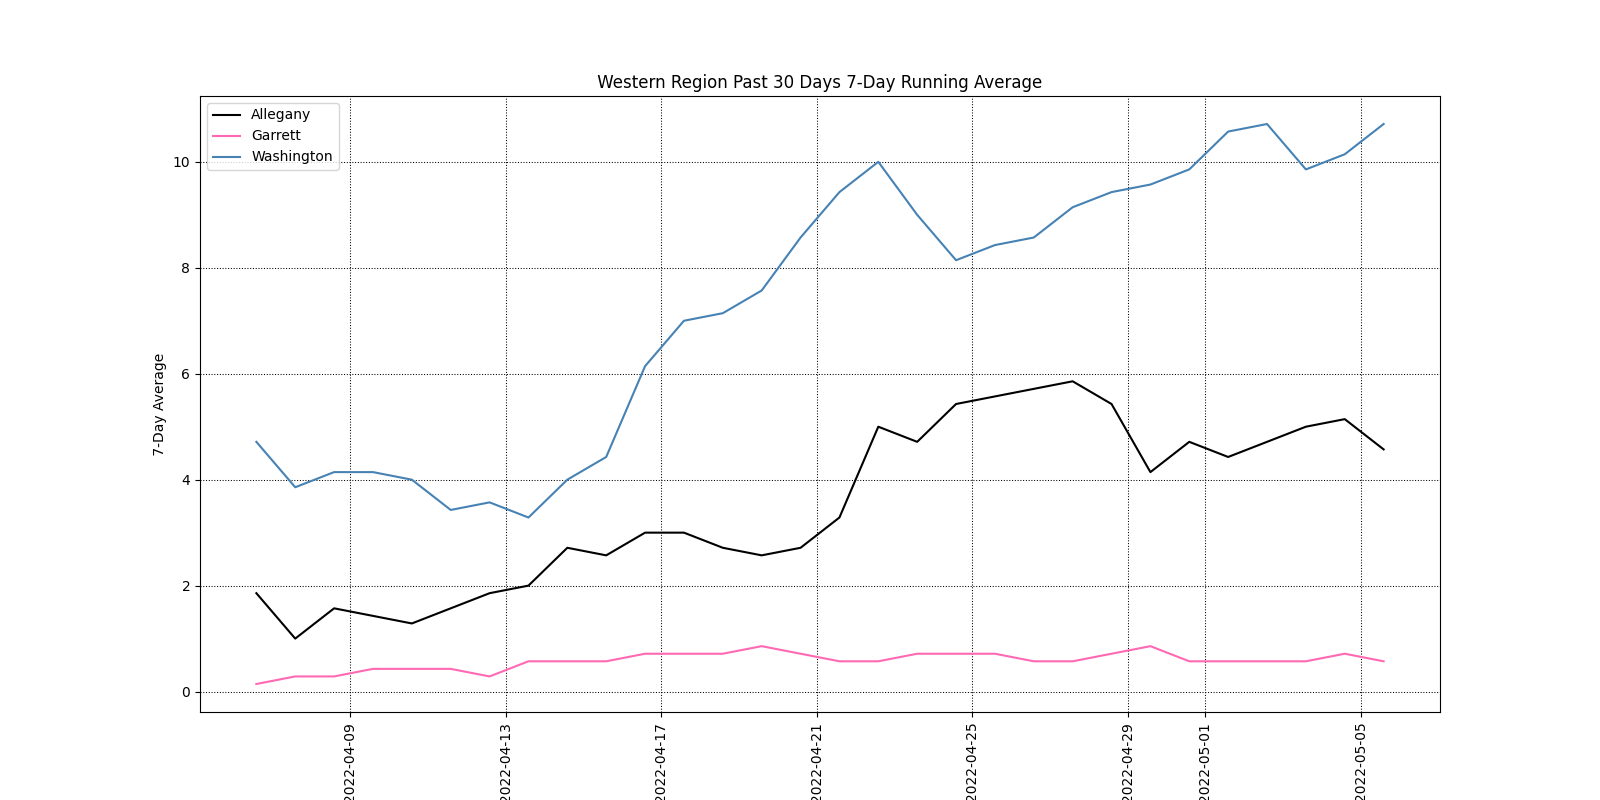 Western Region Past 30 Days 7-Day Running Average
Allegany
Garrett
Washington
7-Day Average
10
8
6
4
2
0
2022-04-09
2022-04-13
2022-04-17
2022-04-21
2022-04-25
2022-04-29
2022-05-01
2022-05-05